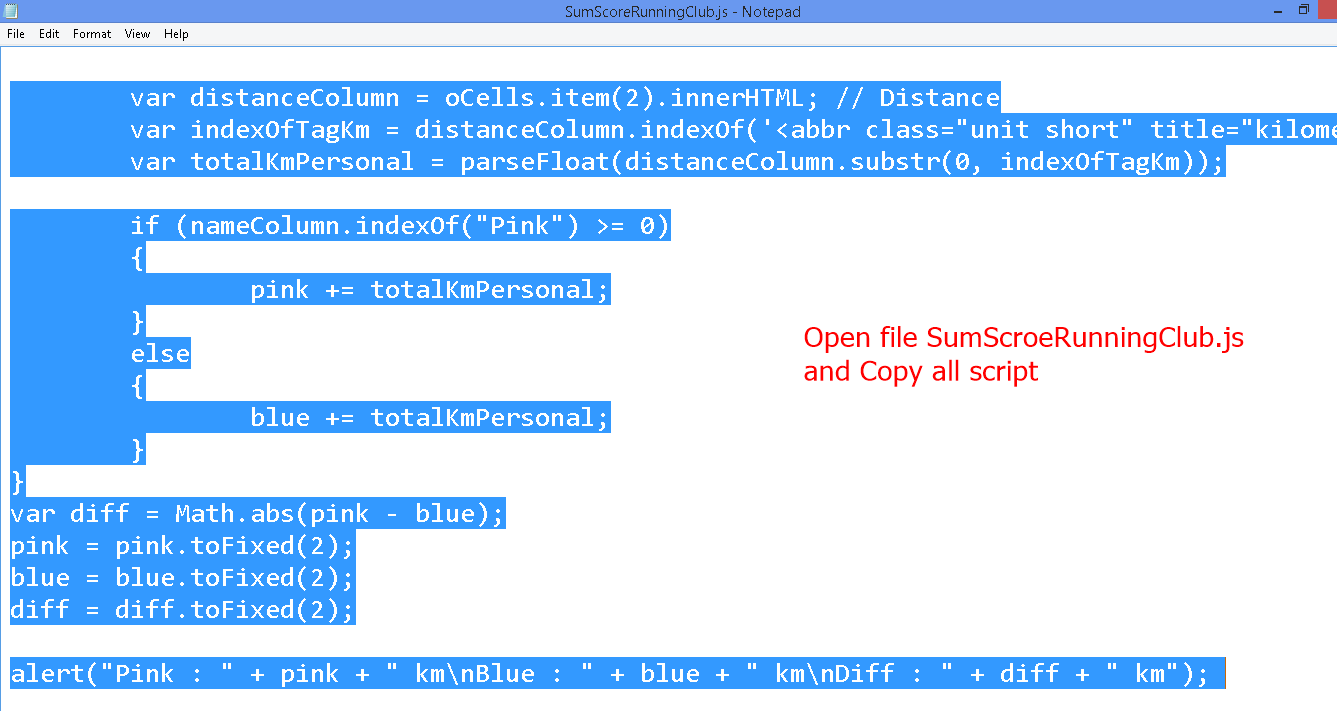 SumScoreRunningClub.js - Notepad
File Edit Format View Help
var distanceColumn = oCells.item(2).innerHTML; // Distance
var indexOfTagKm = distanceColumn.indexOf('<abbr class="unit short" title="kilome
var totalKmPersonal = parseFloat(distanceColumn.substr(0, indexOfTagKm));
if (nameColumn.indexOf("Pink") >= 0)
{
pink += totalKmPersonal;
}
else
{
blue += totalKmPersonal;
}
}
Open file SumScroeRunningClub.js
and Copy all script
var diff = Math.abs(pink - blue);
pink = pink.toFixed(2);
blue = blue.toFixed(2);
diff = diff.toFixed(2);
alert("Pink : " + pink + " km\nBlue : " + blue + " km\nDiff : " + diff + " km");